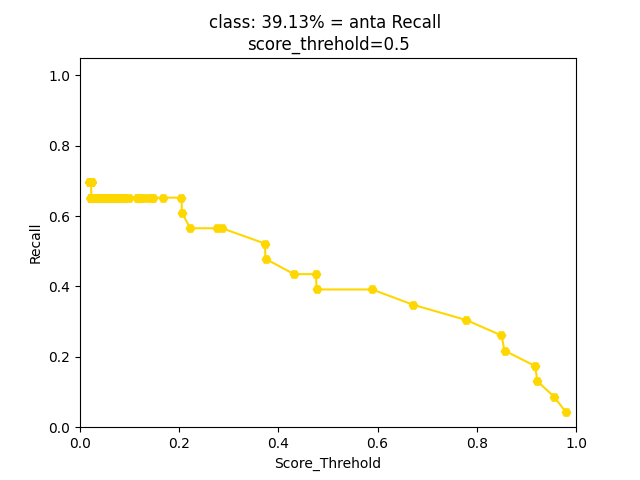 class: 39.13% = anta Recall
score_threhold=0.5
1.0
0.8
0.6
0.4
0.2
0.0
Recall
0.0 0.2 0.4 0.6 0.8 1.0
Score_Threhold